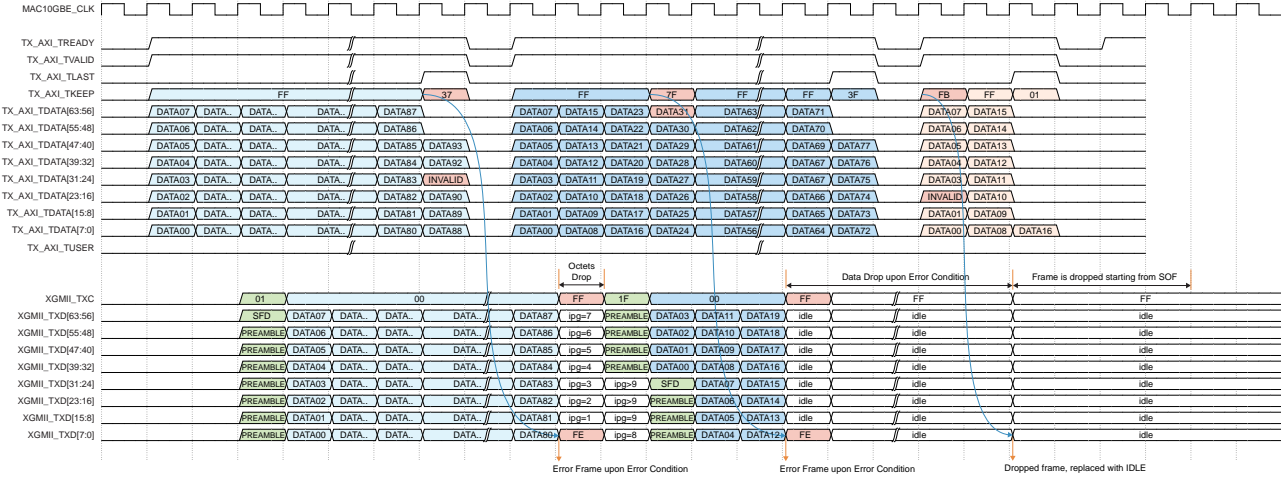 MAC10GBE_CLK
TX_AXI_TREADY
TX_AXI_TVALID
TX_AXI_TLAST
TX_AXI_TKEEP FF 37 FF 7F FF FF 3F FB FF 01
TX_AXI_TDATA[63:56] DATA07 DATA.. DATA.. DATA.. DATA87 DATA07 DATA15 DATA23 DATA31 DATA63 DATA71 DATA07 DATA15
TX_AXI_TDATA[55:48] DATA06 DATA.. DATA.. DATA.. DATA86 DATA06 DATA14 DATA22 DATA30 DATA62 DATA70 DATA06 DATA14
TX_AXI_TDATA[47:40] DATA05 DATA.. DATA.. DATA.. DATA85 DATA93 DATA05 DATA13 DATA21 DATA29 DATA61 DATA69 DATA77 DATA05 DATA13
TX_AXI_TDATA[39:32] DATA04 DATA.. DATA.. DATA.. DATA84 DATA92 DATA04 DATA12 DATA20 DATA28 DATA60 DATA67 DATA76 DATA04 DATA12
TX_AXI_TDATA[31:24] DATA03 DATA.. DATA.. DATA.. DATA83 INVALID DATA03 DATA11 DATA19 DATA27 DATA59 DATA67 DATA75 DATA03 DATA11
TX_AXI_TDATA[23:16] DATA02 DATA.. DATA.. DATA.. DATA82 DATA90 DATA02 DATA10 DATA18 DATA26 DATA58 DATA66 DATA74 INVALID DATA10
TX_AXI_TDATA[15:8] DATA01 DATA.. DATA.. DATA.. DATA81 DATA89 DATA01 DATA09 DATA17 DATA25 DATA57 DATA65 DATA73 DATA01 DATA09
TX_AXI_TDATA[7:0] DATA00 DATA.. DATA.. DATA.. DATA80 DATA88 DATA00 DATA08 DATA16 DATA24 DATA56 DATA64 DATA72 DATA00 DATA08 DATA16
TX_AXI_TUSER
Octets
Drop
Data Drop upon Error Condition
Frame is dropped starting from SOF
XGMII_TXC 01 00 FF 1F 00 FF FF FF
XGMII_TXD[63:56] SFD DATA07 DATA.. DATA.. DATA.. DATA87 ipg=7 PREAMBLE DATA03 DATA11 DATA19 idle idle idle
XGMII_TXD[55:48] PREAMBLE DATA06 DATA.. DATA.. DATA.. DATA86 ipg=6 PREAMBLE DATA02 DATA10 DATA18 idle idle idle
XGMII_TXD[47:40] PREAMBLE DATA05 DATA.. DATA.. DATA.. DATA85 ipg=5 PREAMBLE DATA01 DATA09 DATA17 idle idle idle
XGMII_TXD[39:32] PREAMBLE DATA04 DATA.. DATA.. DATA.. DATA84 ipg=4 PREAMBLE DATA00 DATA08 DATA16 idle idle idle
XGMII_TXD[31:24] PREAMBLE DATA03 DATA.. DATA.. DATA.. DATA83 ipg=3 ipg>9 SFD DATA07 DATA15 idle idle idle
XGMII_TXD[23:16] PREAMBLE DATA02 DATA.. DATA.. DATA.. DATA82 ipg=2 ipg>9 PREAMBLE DATA06 DATA14 idle idle idle
XGMII_TXD[15:8] PREAMBLE DATA01 DATA.. DATA.. DATA.. DATA81 ipg=1 ipg=9 PREAMBLE DATA05 DATA13 idle idle idle
XGMII_TXD[7:0] PREAMBLE DATA00 DATA.. DATA.. DATA.. DATA80 FE ipg=8 PREAMBLE DATA04 DATA12 FE idle idle
Error Frame upon Error Condition
Error Frame upon Error Condition
Dropped frame, replaced with IDLE